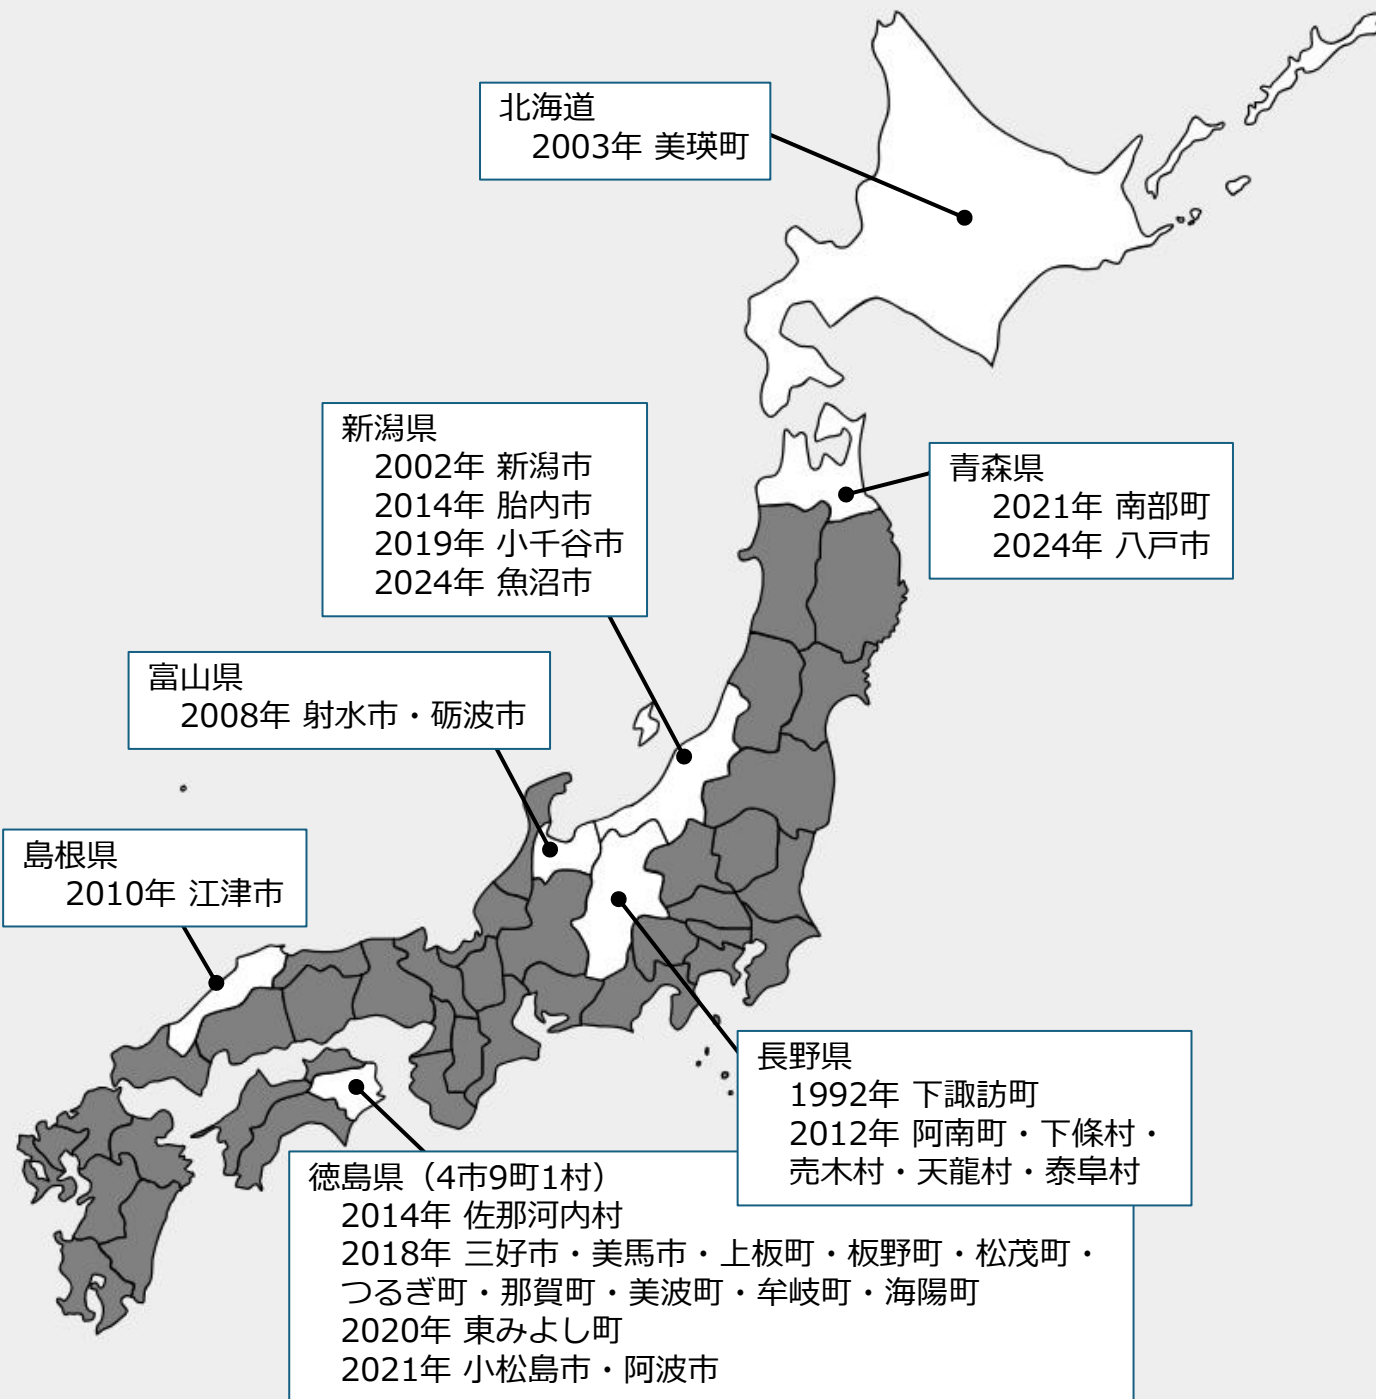 北海道
2003年 美瑛町
新潟県
2002年 新潟市
2014年 胎内市
2019年 小千谷市
2024年 魚沼市
青森県
2021年 南部町
2024年 八戸市
富山県
2008年 射水市・砺波市
島根県
2010年 江津市
長野県
1992年 下諏訪町
2012年 阿南町・下條村・
売木村・天龍村・泰阜村
徳島県（4市9町1村）
2014年 佐那河内村
2018年 三好市・美馬市・上板町・板野町・松茂町・
つるぎ町・那賀町・美波町・牟岐町・海陽町
2020年 東みよし町
2021年 小松島市・阿波市